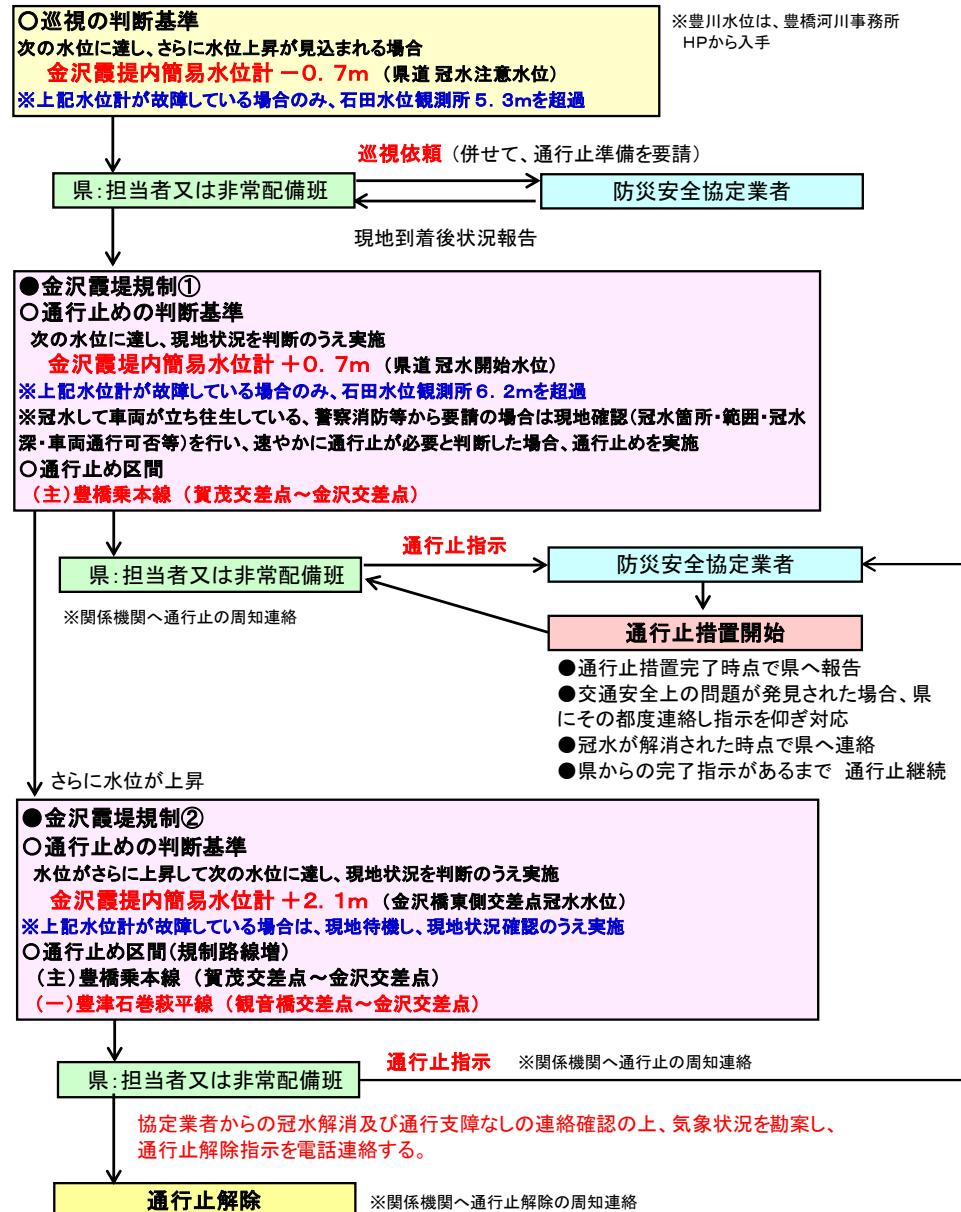 ○巡視の判断基準
次の水位に達し、さらに水位上昇が見込まれる場合
金沢霞提内簡易水位計 －0.7m （県道 冠水注意水位）
※上記水位計が故障している場合のみ、石田水位観測所 5.3mを超過
※豊川水位は、豊橋河川事務所
HPから入手
巡視依頼 （併せて、通行止準備を要請）
県：担当者又は非常配備班
防災安全協定業者
現地到着後状況報告
●金沢霞堤規制①
○通行止めの判断基準
次の水位に達し、現地状況を判断のうえ実施
金沢霞堤内簡易水位計 ＋0.7m （県道 冠水開始水位）
※上記水位計が故障している場合のみ、石田水位観測所 6.2mを超過
※冠水して車両が立ち往生している、警察消防等から要請の場合は現地確認（冠水箇所・範囲・冠水
深・車両通行可否等）を行い、速やかに通行止が必要と判断した場合、通行止めを実施
○通行止め区間
（主）豊橋乗本線 （賀茂交差点～金沢交差点）
通行止指示
県：担当者又は非常配備班
防災安全協定業者
※関係機関へ通行止の周知連絡
通行止措置開始
●通行止措置完了時点で県へ報告
●交通安全上の問題が発見された場合、県
にその都度連絡し指示を仰ぎ対応
●冠水が解消された時点で県へ連絡
●県からの完了指示があるまで 通行止継続
さらに水位が上昇
●金沢霞堤規制②
○通行止めの判断基準
水位がさらに上昇して次の水位に達し、現地状況を判断のうえ実施
金沢霞提内簡易水位計 ＋2.1m （金沢橋東側交差点冠水水位）
※上記水位計が故障している場合は、現地待機し、現地状況確認のうえ実施
○通行止め区間（規制路線増）
（主）豊橋乗本線 （賀茂交差点～金沢交差点）
（一）豊津石巻萩平線 （観音橋交差点～金沢交差点）
通行止指示 ※関係機関へ通行止の周知連絡
県：担当者又は非常配備班
協定業者からの冠水解消及び通行支障なしの連絡確認の上、気象状況を勘案し、
通行止解除指示を電話連絡する。
通行止解除 ※関係機関へ通行止解除の周知連絡